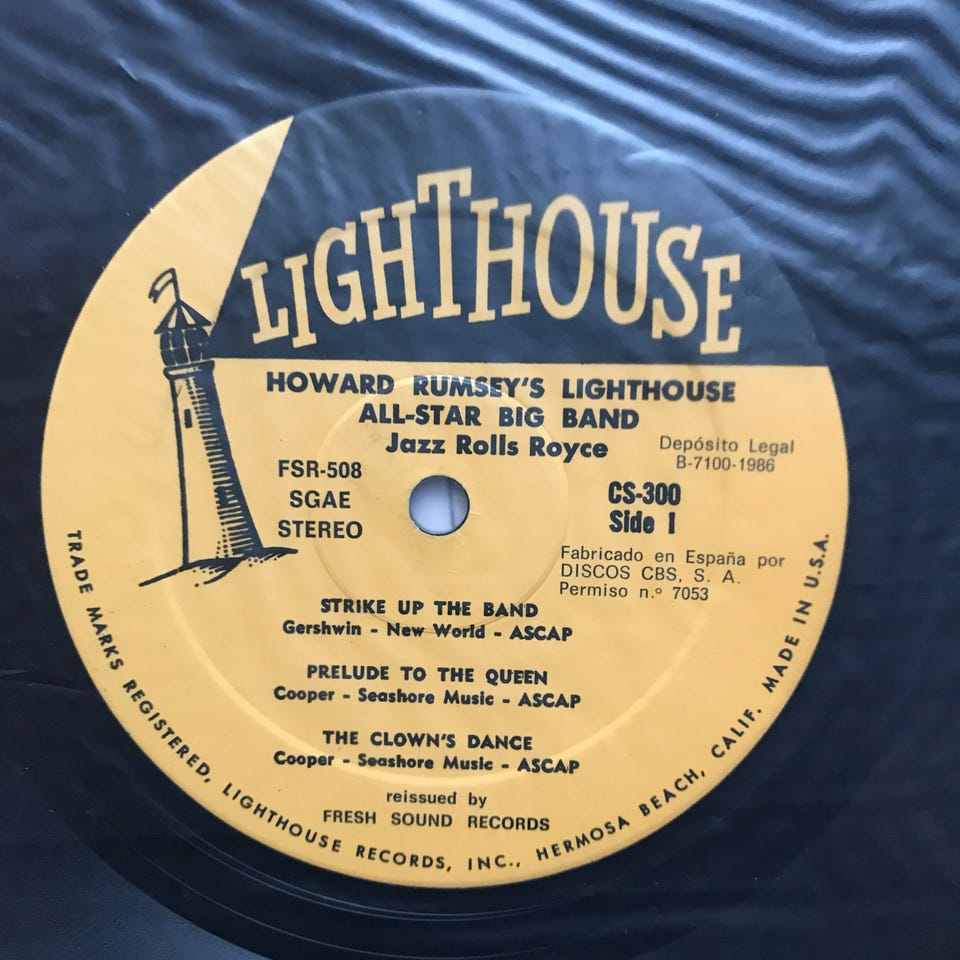 LIGHTHOUSE
HOWARD RUMSEY'S LIGHTHOUSE
ALL-STAR BIG BAND
Jazz Rolls Royce
Depósito Legal
B-7100-1986
FSR-508
SGAE
STEREO
CS-300
Side 1
Fabricado en España por
DISCOS CBS, S. A.
Permiso n.º 7053
STRIKE UP THE BAND
Gershwin - New World - ASCAP
PRELUDE TO THE QUEEN
Cooper - Seashore Music - ASCAP
THE CLOWN'S DANCE
Cooper - Seashore Music - ASCAP
reissued by
FRESH SOUND RECORDS
TRADE MARKS REGISTERED, LIGHTHOUSE RECORDS, INC., HERMOSA BEACH, CALIF. MADE IN U.S.A.